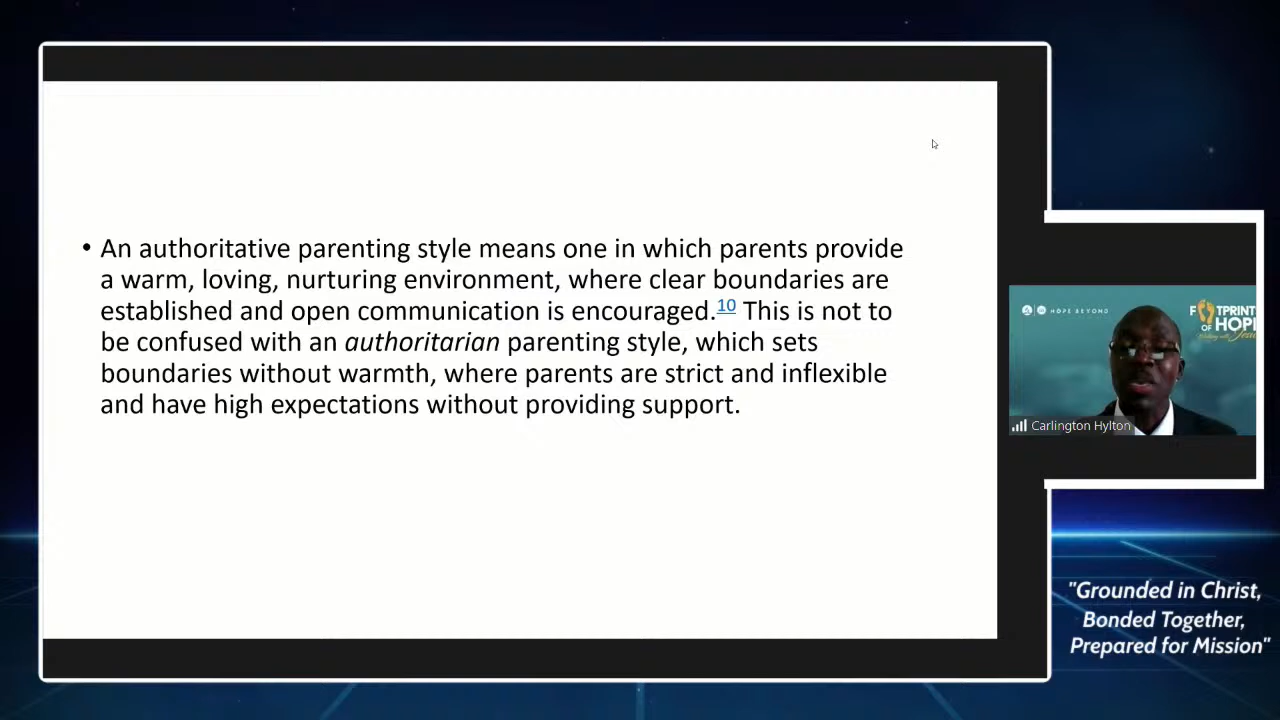 • An authoritative parenting style means one in which parents provide
a warm, loving, nurturing environment, where clear boundaries are
established and open communication is encouraged.10 This is not to
be confused with an authoritarian parenting style, which sets
boundaries without warmth, where parents are strict and inflexible
and have high expectations without providing support.
HOPE BEYOND
F TPRINT
OF HOP
Carlington Hylton
"Grounded in Christ,
Bonded Together,
Prepared for Mission"